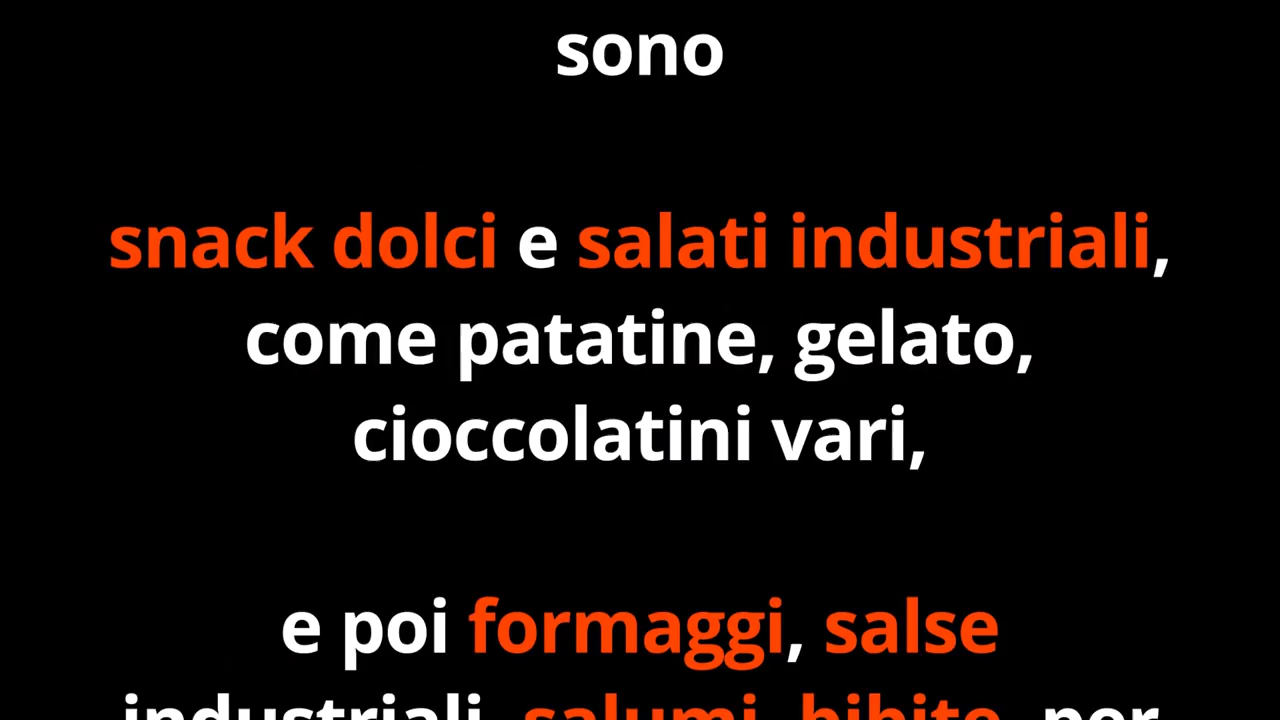 sono
snack dolci e salati industriali,
come patatine, gelato,
cioccolatini vari,
e poi formaggi, salse
industriali, salumi, bibite, per